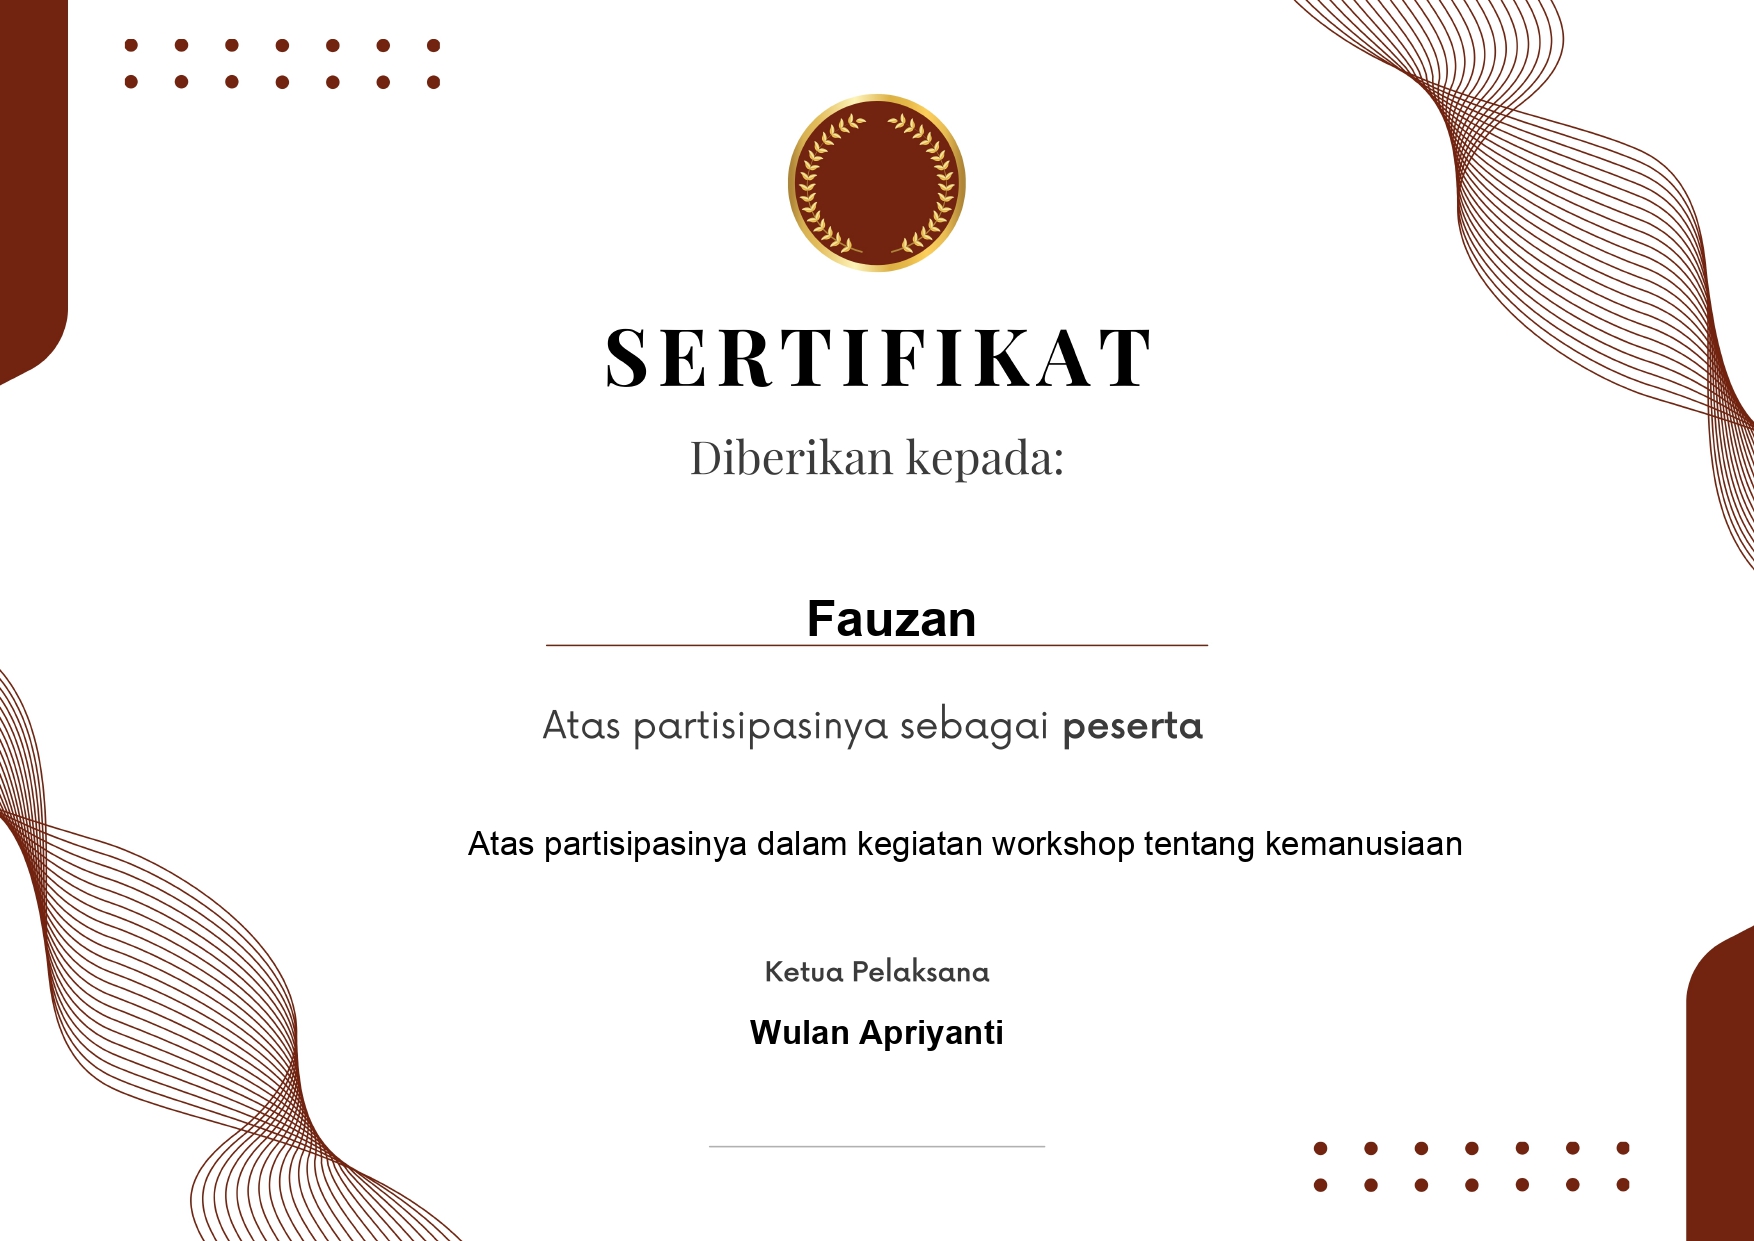 SERTIFIKAT
Diberikan kepada:
Fauzan
Atas partisipasinya sebagai peserta
Atas partisipasinya dalam kegiatan workshop tentang kemanusiaan
Ketua Pelaksana
Wulan Apriyanti